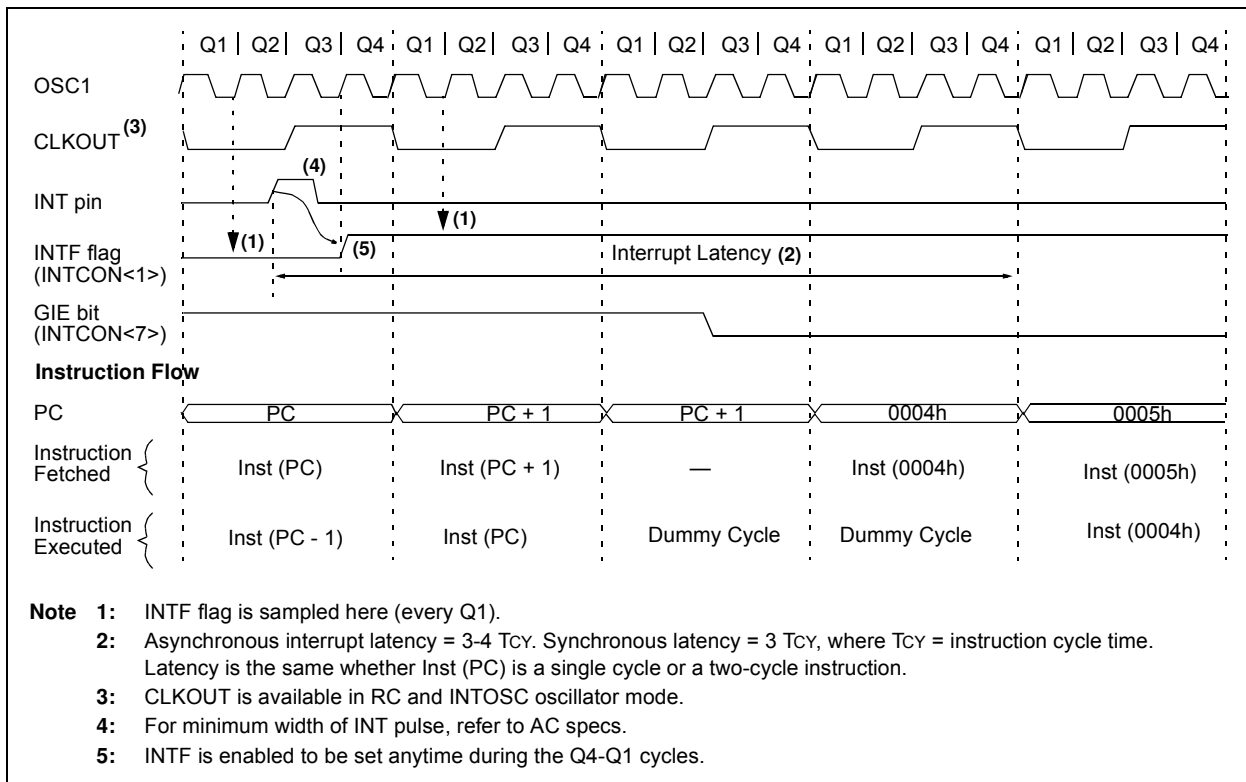 Q1 | Q2 | Q3 | Q4 Q1 | Q2 | Q3 | Q4 Q1 | Q2 | Q3 | Q4 Q1 | Q2 | Q3 | Q4 Q1 | Q2 | Q3 | Q4
OSC1
CLKOUT (3)
(4)
INT pin
(1)
(1)
(5)
INTF flag
(INTCON<1>)
Interrupt Latency (2)
GIE bit
(INTCON<7>)
Instruction Flow
PC PC PC + 1 PC + 1 0004h 0005h
Instruction
Fetched
Inst (PC) Inst (PC + 1) — Inst (0004h) Inst (0005h)
Instruction
Executed
Inst (PC - 1) Inst (PC) Dummy Cycle Dummy Cycle Inst (0004h)
Note 1: INTF flag is sampled here (every Q1).
2: Asynchronous interrupt latency = 3-4 TCY. Synchronous latency = 3 TCY, where TCY = instruction cycle time.
Latency is the same whether Inst (PC) is a single cycle or a two-cycle instruction.
3: CLKOUT is available in RC and INTOSC oscillator mode.
4: For minimum width of INT pulse, refer to AC specs.
5: INTF is enabled to be set anytime during the Q4-Q1 cycles.